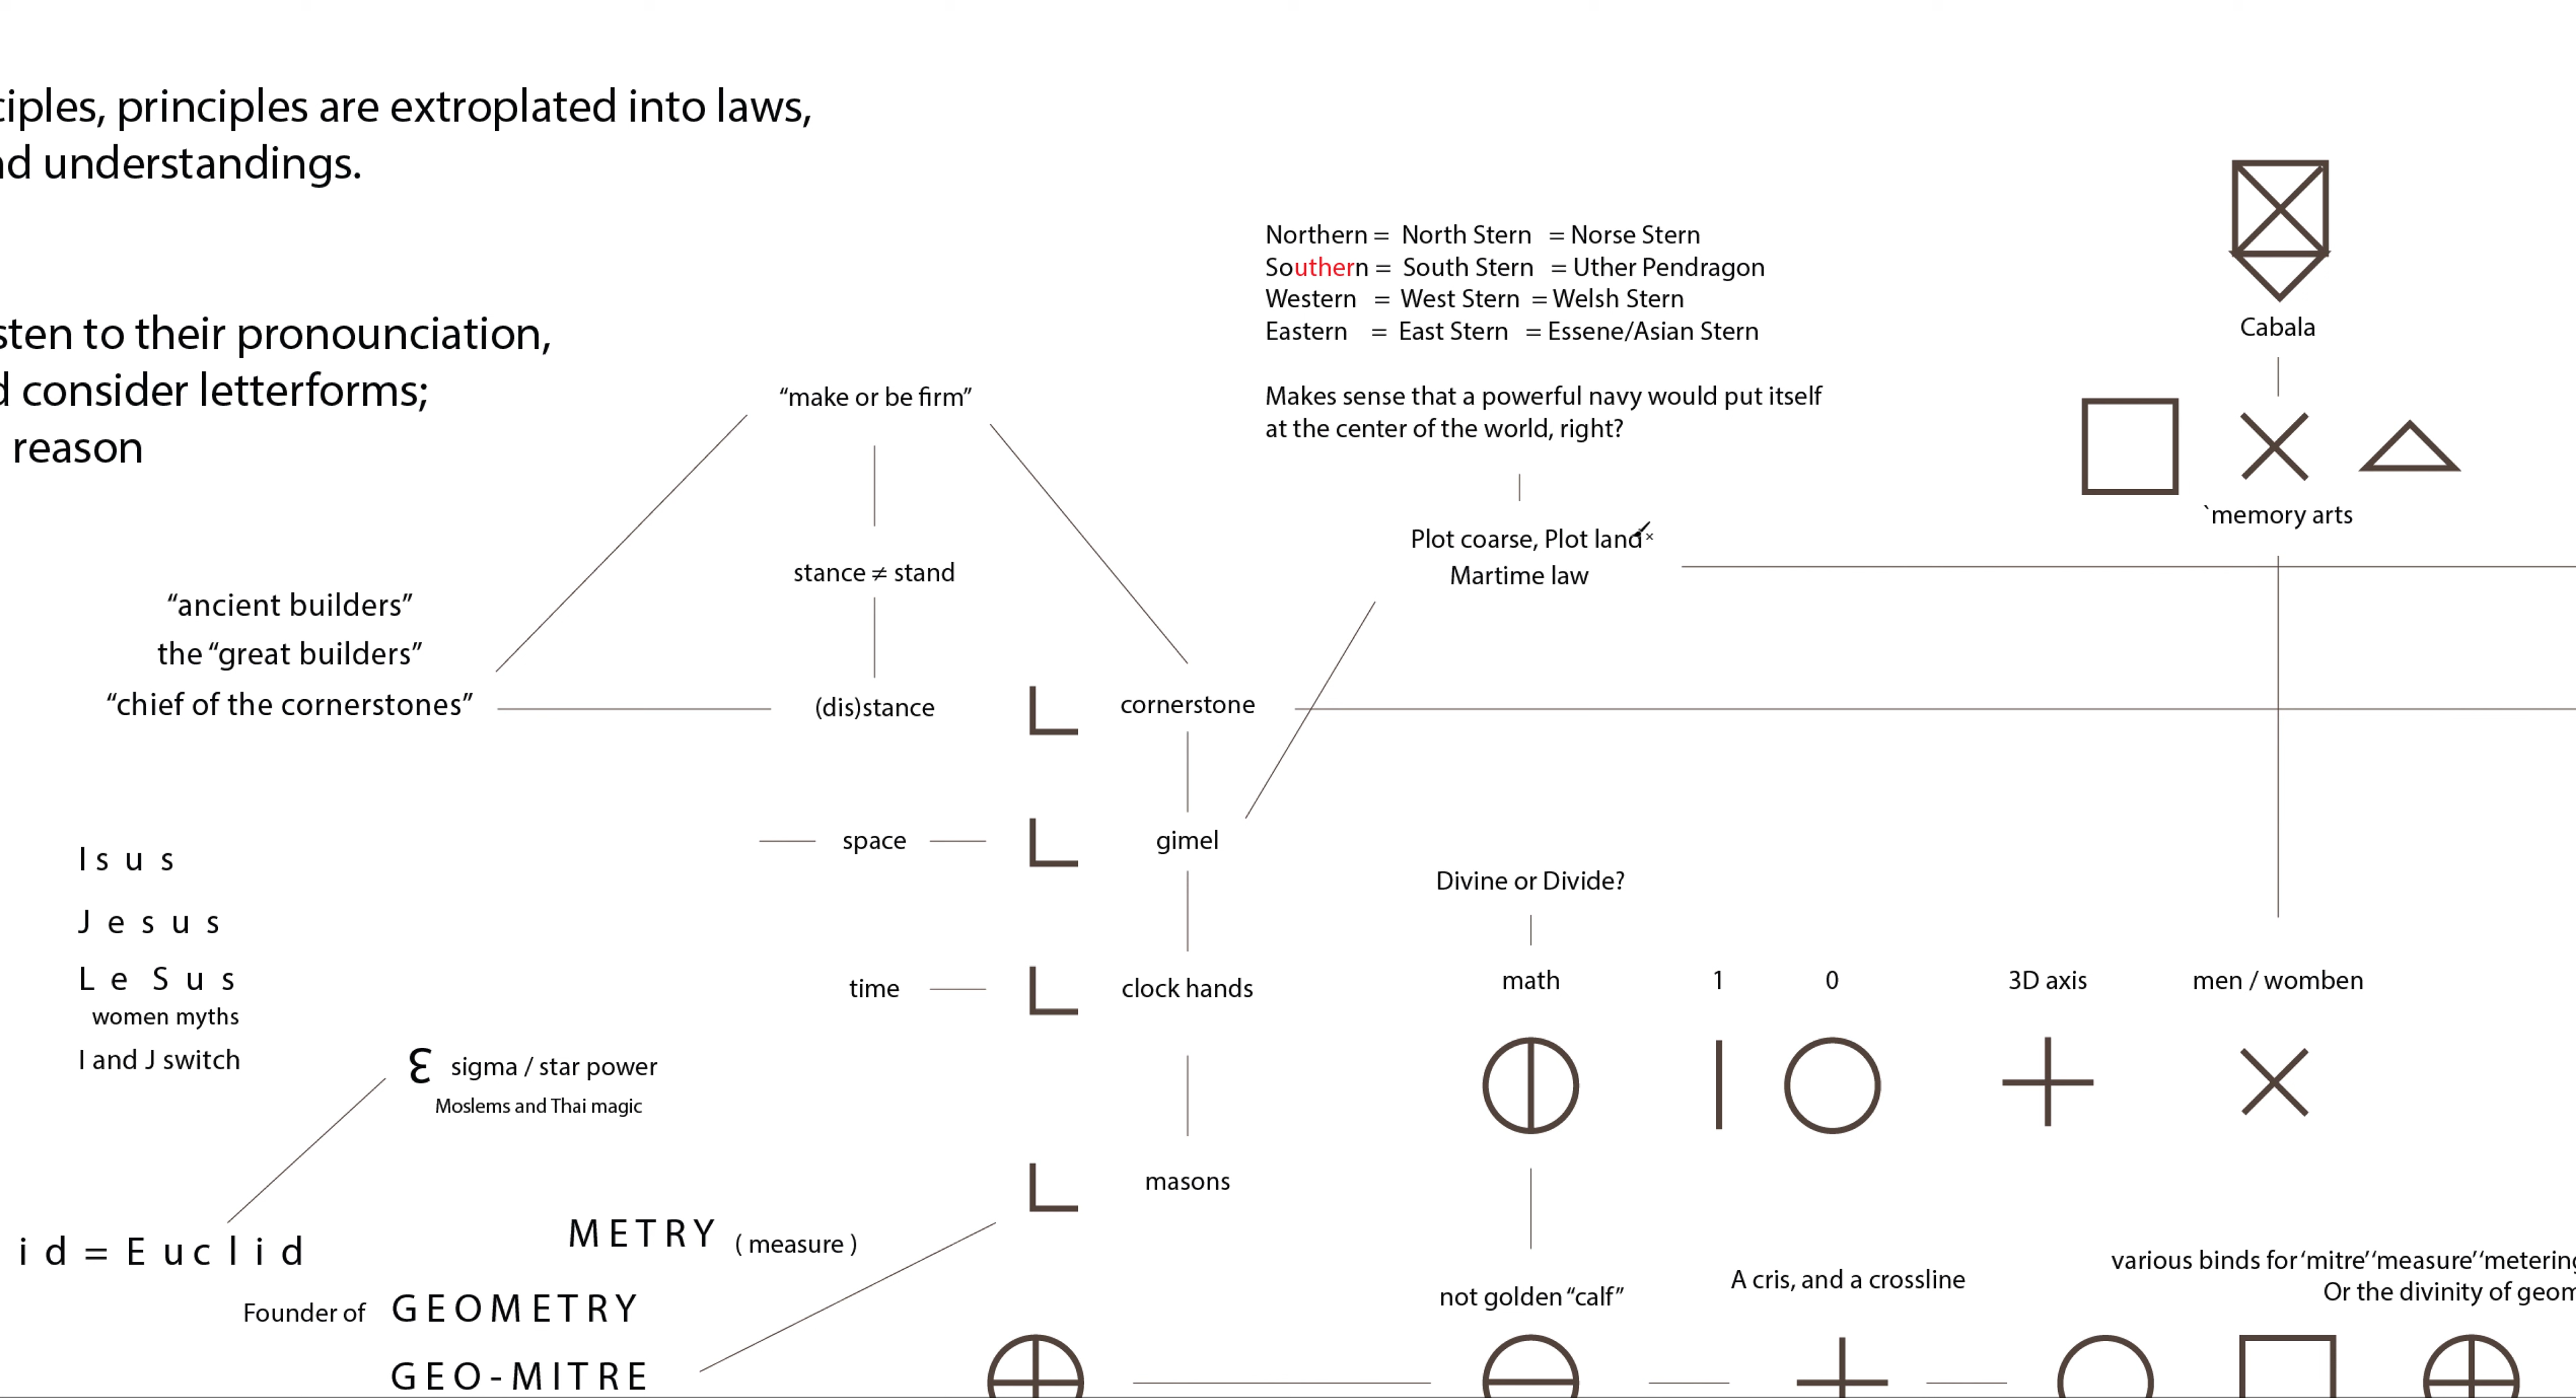 ciples, principles are extroplated into laws,
nd understandings.
sten to their pronounciation,
d consider letterforms;
reason
Northern = North Stern = Norse Stern
Southern = South Stern = Uther Pendragon
Western = West Stern = Welsh Stern
Eastern = East Stern = Essene/Asian Stern
Makes sense that a powerful navy would put itself
at the center of the world, right?
Plot coarse, Plot land
Martime law
Cabala
`memory arts
“make or be firm”
stance ≠ stand
(dis)stance
“ancient builders”
the “great builders”
“chief of the cornerstones”
cornerstone
space
gimel
time
clock hands
masons
I s u s
J e s u s
L e S u s
women myths
I and J switch
Ɛ sigma / star power
Moslems and Thai magic
i d = E u c l i d
METRY ( measure )
Founder of GEOMETRY
GEO-MITRE
Divine or Divide?
math
1
0
3D axis
men / womben
not golden “calf”
A cris, and a crossline
various binds for ‘mitre’ ‘measure’ ‘metering
Or the divinity of geom